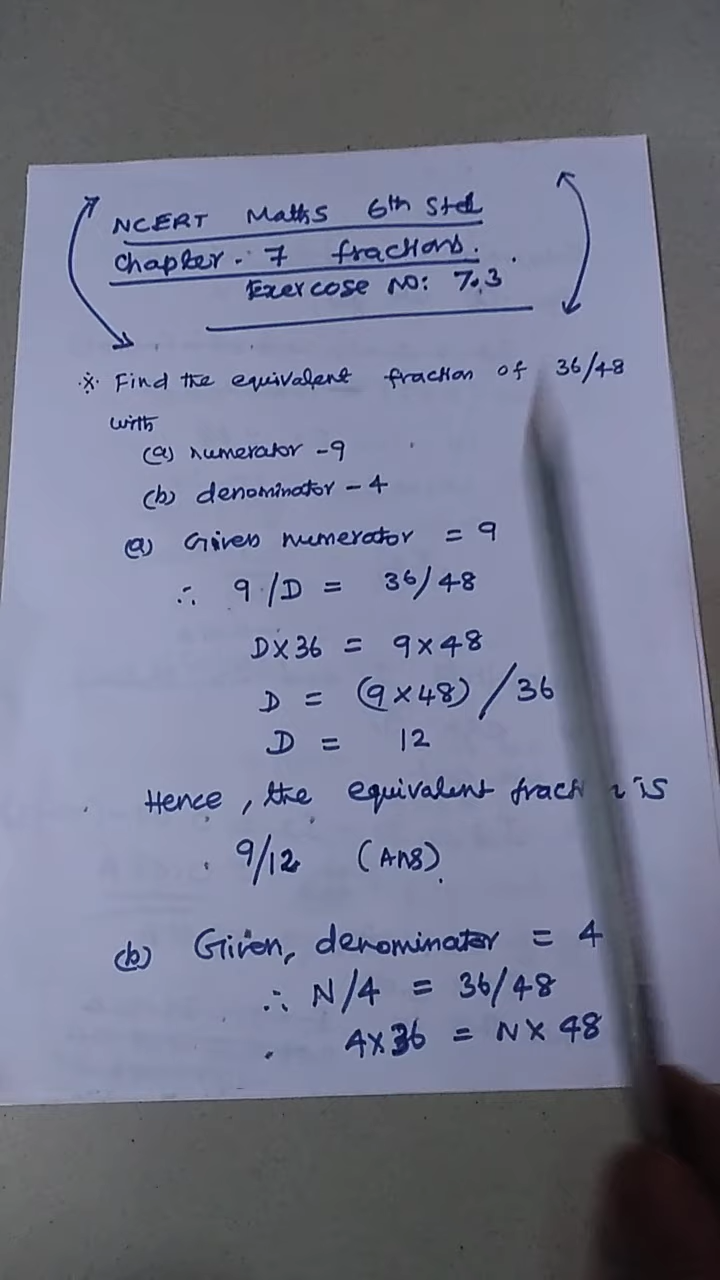 NCERT Maths 6th Std
Chapter. 7 fractions.
Exercose NO: 7.3
Find the equivalent fraction of 36/48
with
(a) numerator - 9
(b) denominator - 4
(a) Given numerator = 9
∴ 9/D = 36/48
D×36 = 9×48
D = (9×48)/36
D = 12
Hence, the equivalent is
9/12 (Ans).
(b) Given, denominator = 4
∴ N/4 = 36/48
4×36 = N×48